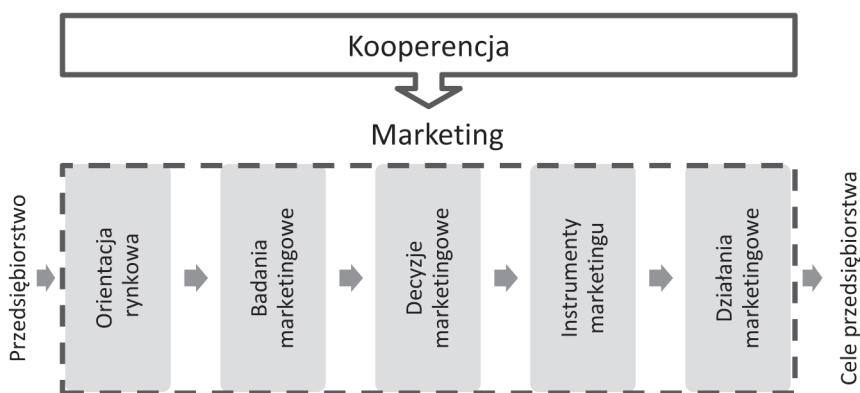 Kooperencja
Marketing
Przedsiębiorstwo
Orientacja
rynkowa
Badania
marketingowe
Decyzje
marketingowe
Instrumenty
marketingu
Działania
marketingowe
Cele przedsiębiorstwa